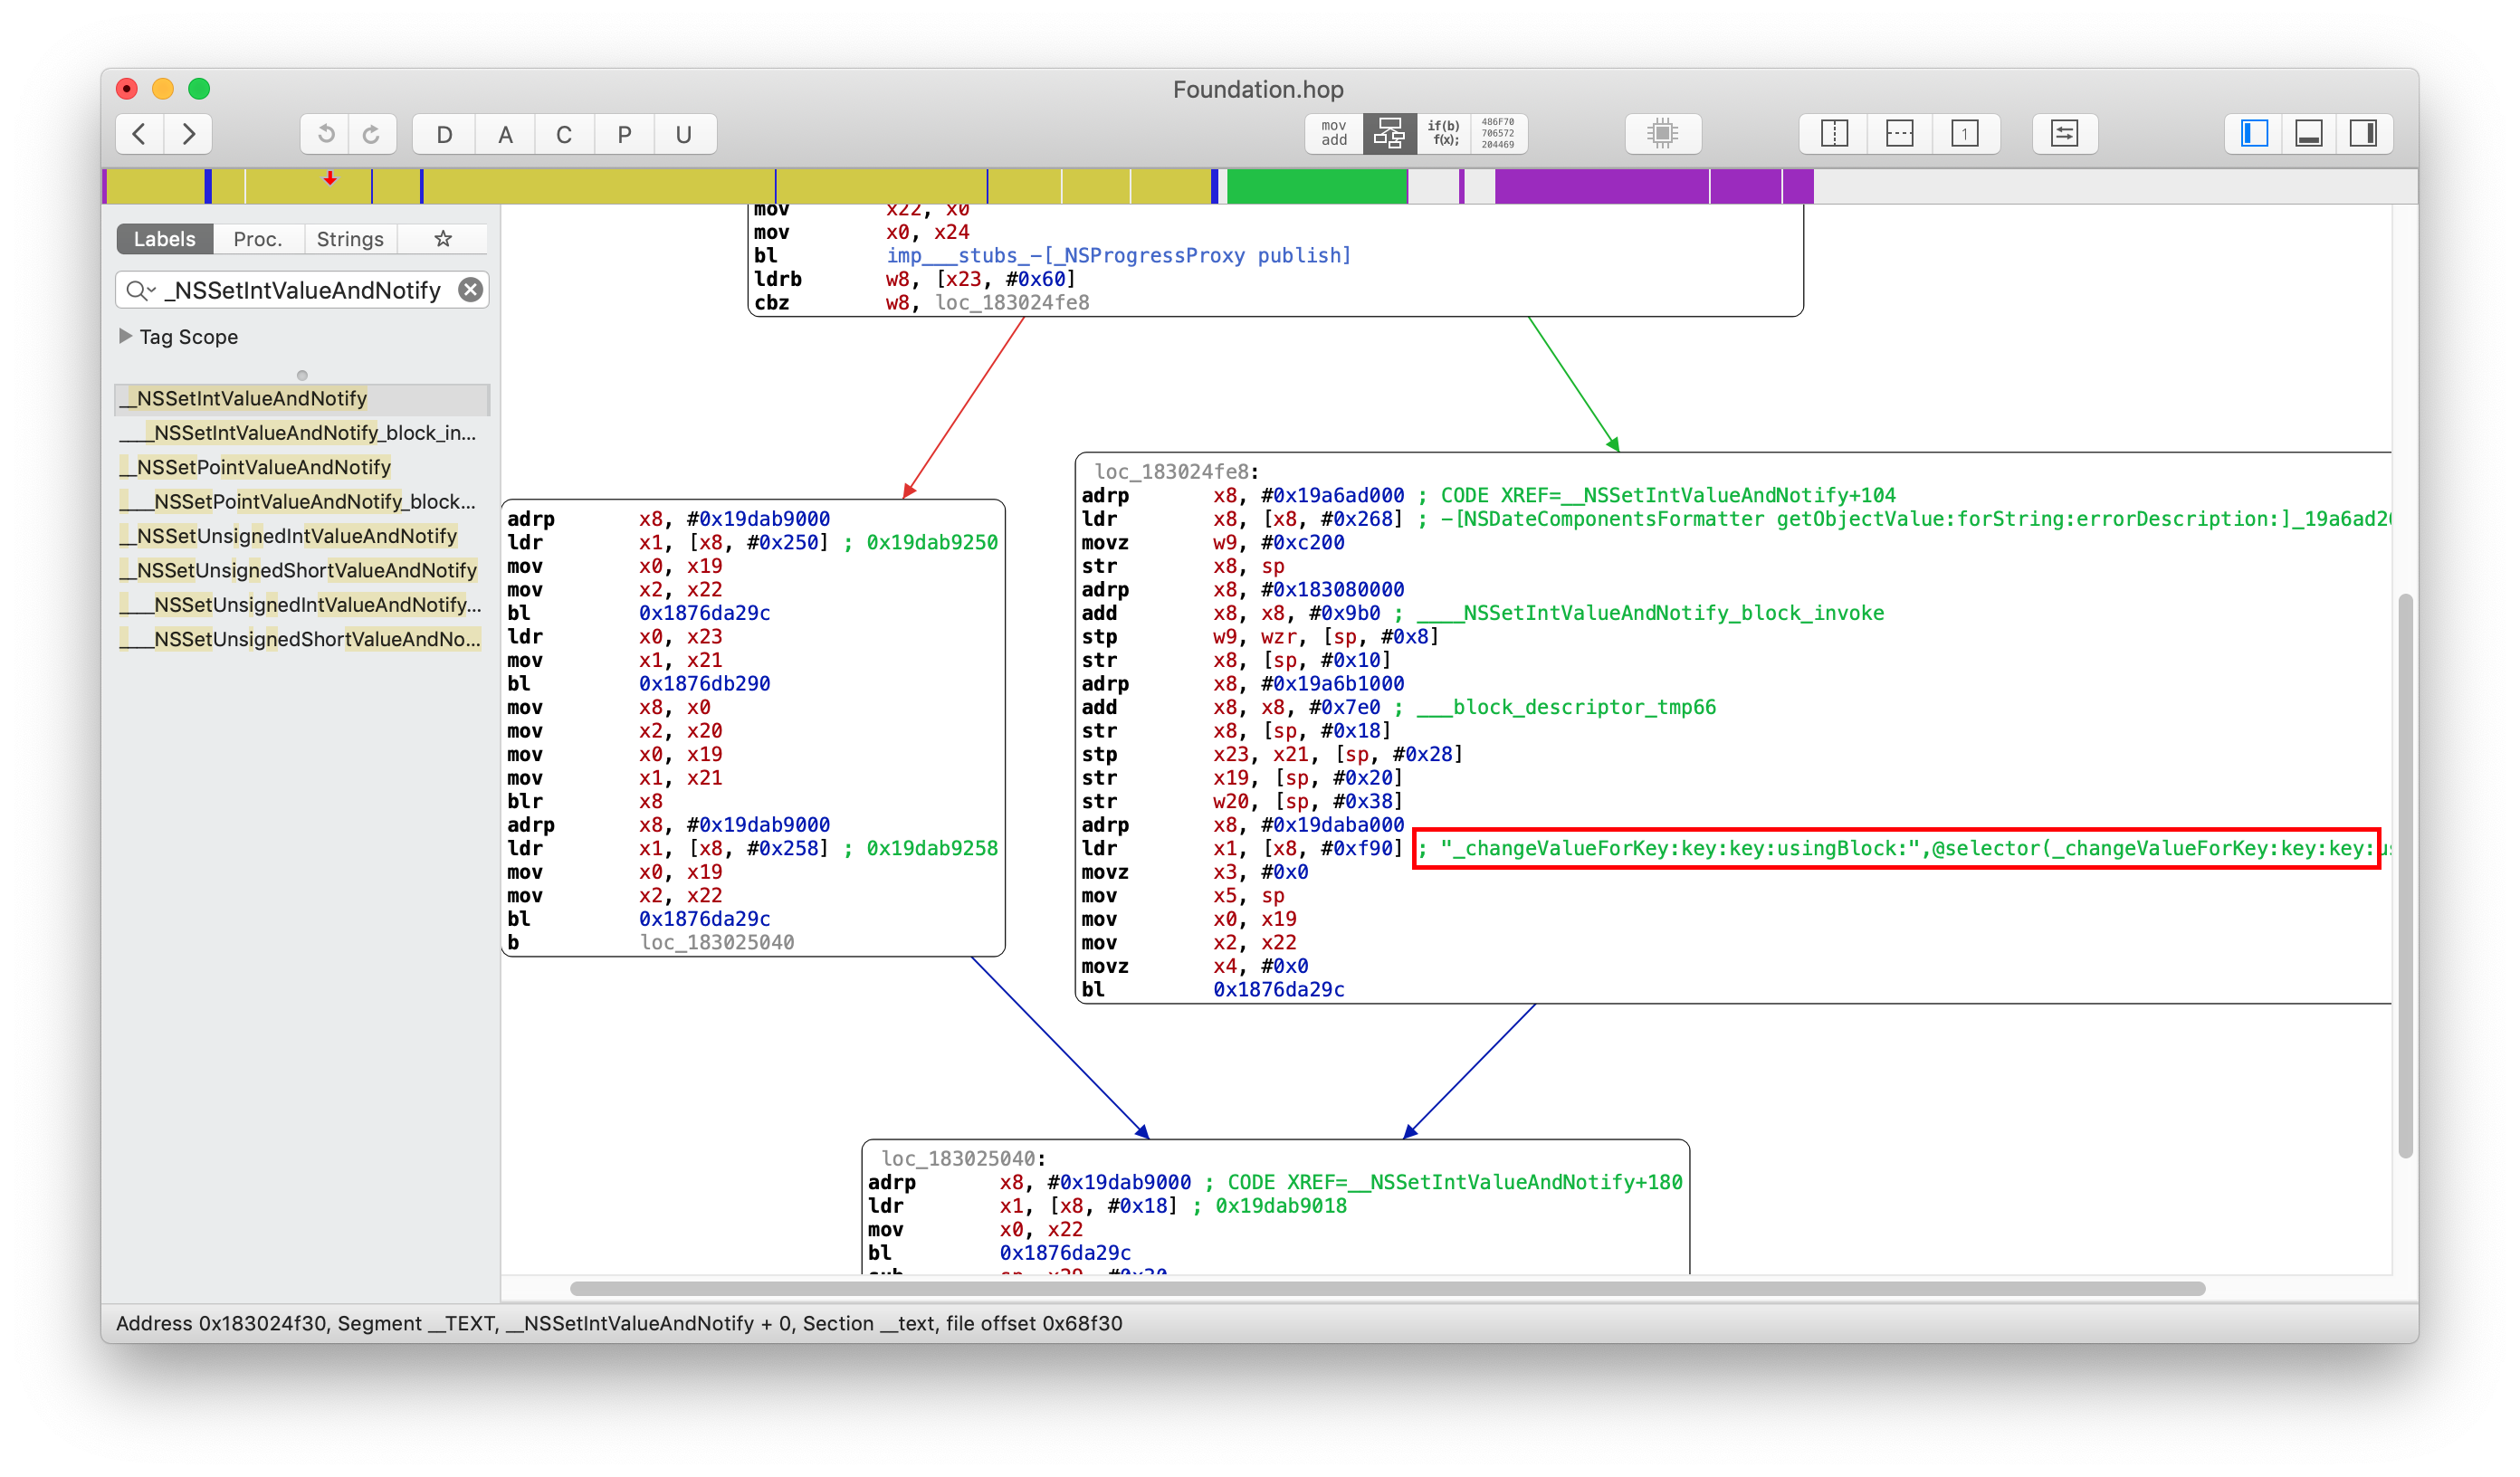 Foundation.hop
D A C P U
mov
add
if(b)
f(x);
486F70
706572
204469
1
Labels Proc. Strings
_NSSetIntValueAndNotify
Tag Scope
__NSSetIntValueAndNotify
____NSSetIntValueAndNotify_block_in...
__NSSetPointValueAndNotify
____NSSetPointValueAndNotify_block...
__NSSetUnsignedIntValueAndNotify
__NSSetUnsignedShortValueAndNotify
____NSSetUnsignedIntValueAndNotify...
____NSSetUnsignedShortValueAndNo...
mov x22, x0
mov x0, x24
bl imp___stubs_-[_NSProgressProxy publish]
ldrb w8, [x23, #0x60]
cbz w8, loc_183024fe8
adrp x8, #0x19dab9000
ldr x1, [x8, #0x250] ; 0x19dab9250
mov x0, x19
mov x2, x22
bl 0x1876da29c
ldr x0, x23
mov x1, x21
bl 0x1876db290
mov x8, x0
mov x2, x20
mov x0, x19
mov x1, x21
blr x8
adrp x8, #0x19dab9000
ldr x1, [x8, #0x258] ; 0x19dab9258
mov x0, x19
mov x2, x22
bl 0x1876da29c
b loc_183025040
loc_183024fe8:
adrp x8, #0x19a6ad000 ; CODE XREF=__NSSetIntValueAndNotify+104
ldr x8, [x8, #0x268] ; -[NSDateComponentsFormatter getObjectValue:forString:errorDescription:]_19a6ad2
movz w9, #0xc200
str x8, sp
adrp x8, #0x183080000
add x8, x8, #0x9b0 ; ____NSSetIntValueAndNotify_block_invoke
stp w9, wzr, [sp, #0x8]
str x8, [sp, #0x10]
adrp x8, #0x19a6b1000
add x8, x8, #0x7e0 ; ___block_descriptor_tmp66
str x8, [sp, #0x18]
stp x23, x21, [sp, #0x28]
str x19, [sp, #0x20]
str w20, [sp, #0x38]
adrp x8, #0x19daba000
ldr x1, [x8, #0xf90] ; "_changeValueForKey:key:key:usingBlock:",@selector(_changeValueForKey:key:key:
movz x3, #0x0
mov x5, sp
mov x0, x19
mov x2, x22
movz x4, #0x0
bl 0x1876da29c
loc_183025040:
adrp x8, #0x19dab9000 ; CODE XREF=__NSSetIntValueAndNotify+180
ldr x1, [x8, #0x18] ; 0x19dab9018
mov x0, x22
bl 0x1876da29c
Address 0x183024f30, Segment __TEXT, __NSSetIntValueAndNotify + 0, Section __text, file offset 0x68f30